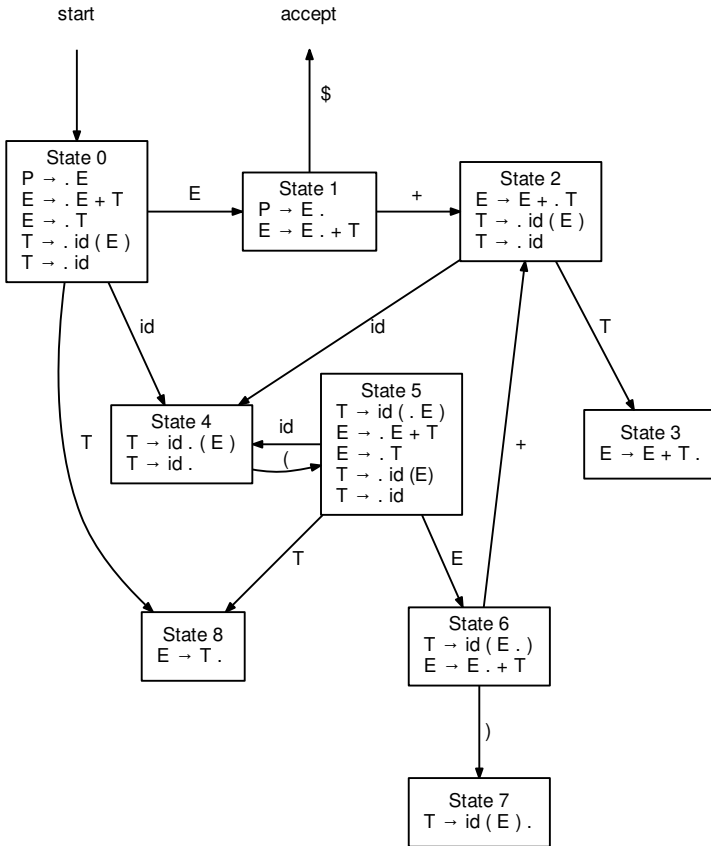 start
accept
$
State 0
P → . E
E → . E + T
E → . T
T → . id ( E )
T → . id
E
State 1
P → E .
E → E . + T
+
State 2
E → E + . T
T → . id ( E )
T → . id
id
id
T
T
State 4
T → id . ( E )
T → id .
id
(
State 5
T → id ( . E )
E → . E + T
E → . T
T → . id (E)
T → . id
+
State 3
E → E + T .
T
E
State 8
E → T .
State 6
T → id ( E . )
E → E . + T
)
State 7
T → id ( E ) .